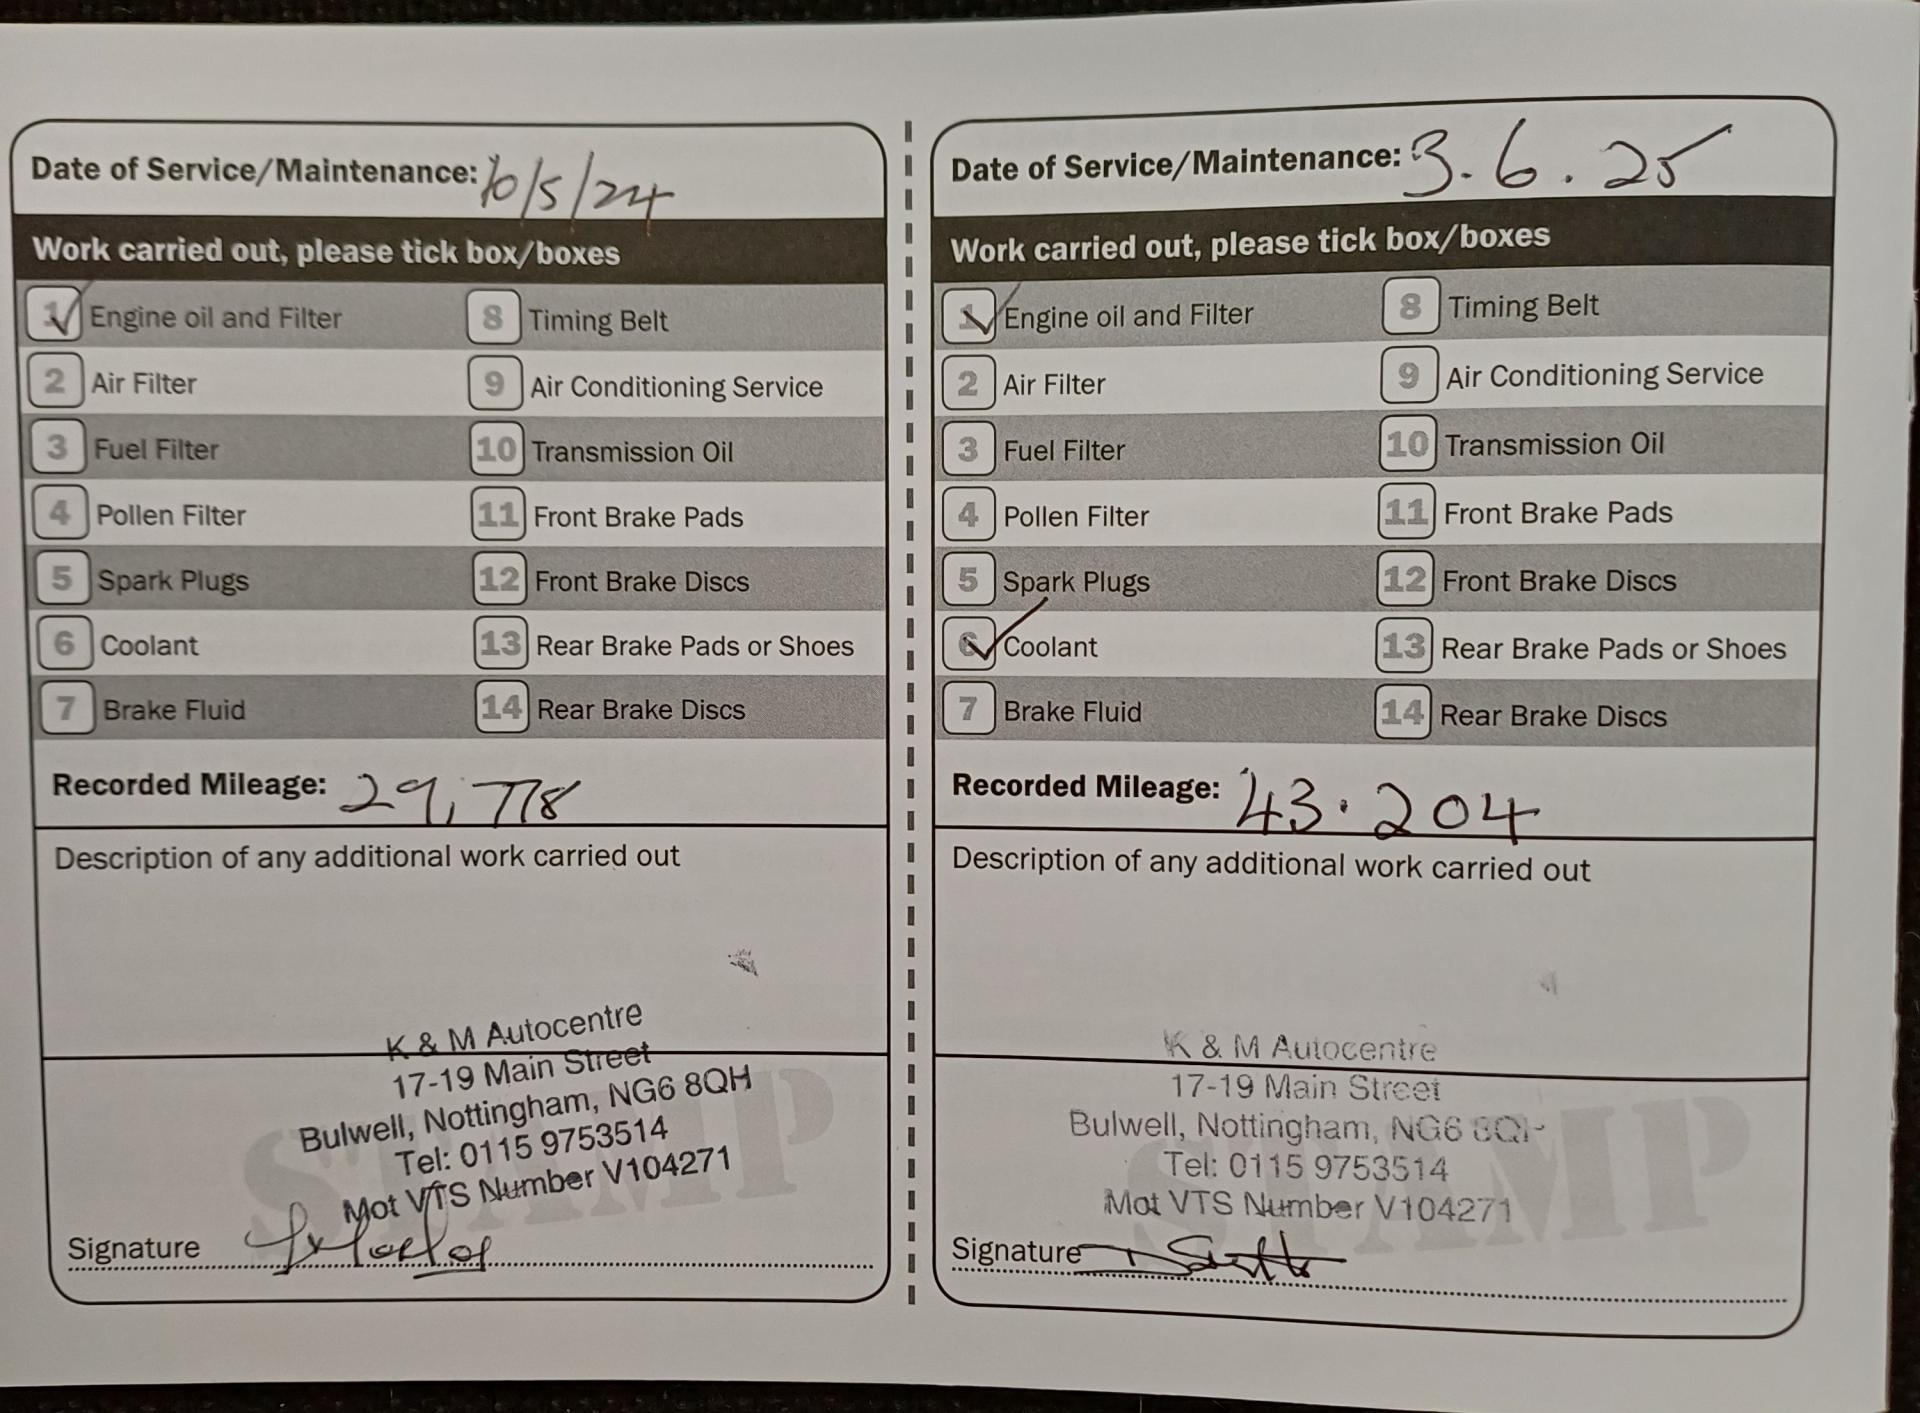 Date of Service/Maintenance: 10/5/24
Work carried out, please tick box/boxes
1 Engine oil and Filter
8 Timing Belt
2 Air Filter
9 Air Conditioning Service
3 Fuel Filter
10 Transmission Oil
4 Pollen Filter
11 Front Brake Pads
5 Spark Plugs
12 Front Brake Discs
6 Coolant
13 Rear Brake Pads or Shoes
7 Brake Fluid
14 Rear Brake Discs
Recorded Mileage: 29,778
Description of any additional work carried out
K & M Autocentre
17-19 Main Street
Bulwell, Nottingham, NG6 8QH
Tel: 0115 9753514
Mot VTS Number V104271
STAMP
Signature
Date of Service/Maintenance: 3.6.25
Work carried out, please tick box/boxes
1 Engine oil and Filter
8 Timing Belt
2 Air Filter
9 Air Conditioning Service
3 Fuel Filter
10 Transmission Oil
4 Pollen Filter
11 Front Brake Pads
5 Spark Plugs
12 Front Brake Discs
6 Coolant
13 Rear Brake Pads or Shoes
7 Brake Fluid
14 Rear Brake Discs
Recorded Mileage: 43.204
Description of any additional work carried out
K & M Autocentre
17-19 Main Street
Bulwell, Nottingham, NG6 8QH
Tel: 0115 9753514
Mot VTS Number V104271
STAMP
Signature